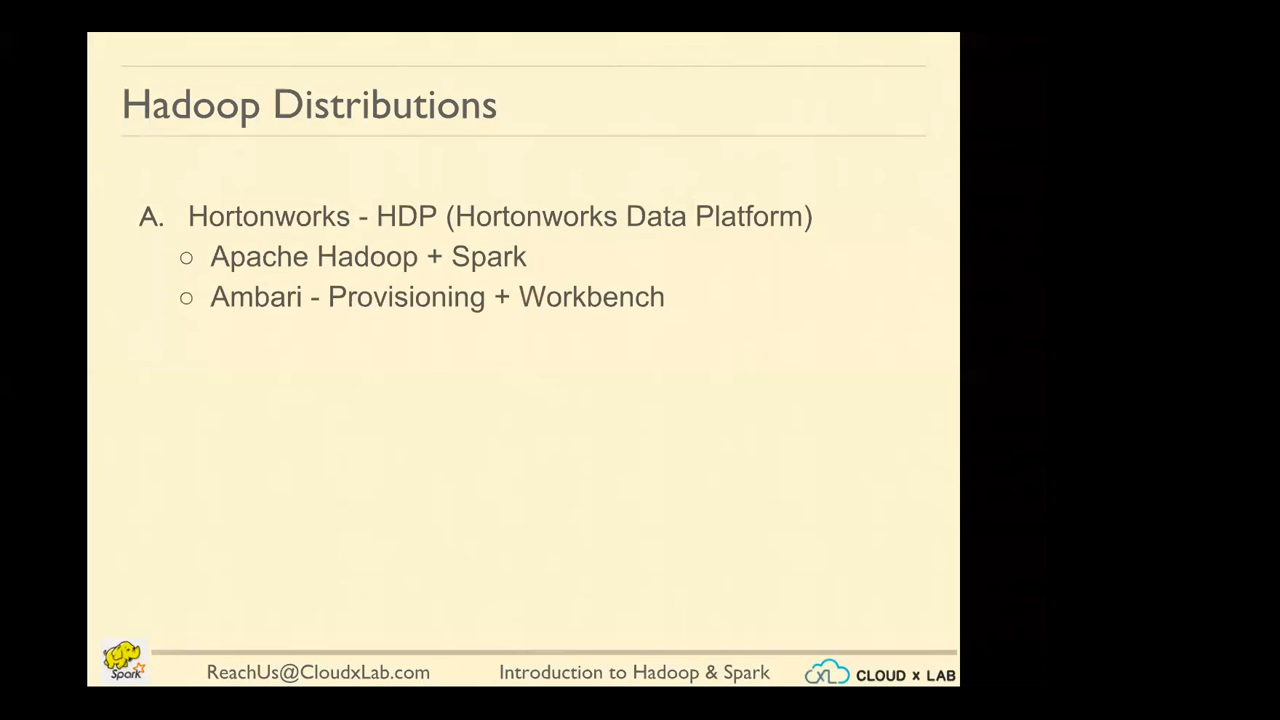 Hadoop Distributions
A. Hortonworks - HDP (Hortonworks Data Platform)
○ Apache Hadoop + Spark
○ Ambari - Provisioning + Workbench
Spark
ReachUs@CloudxLab.com
Introduction to Hadoop & Spark
XL
CLOUD x LAB